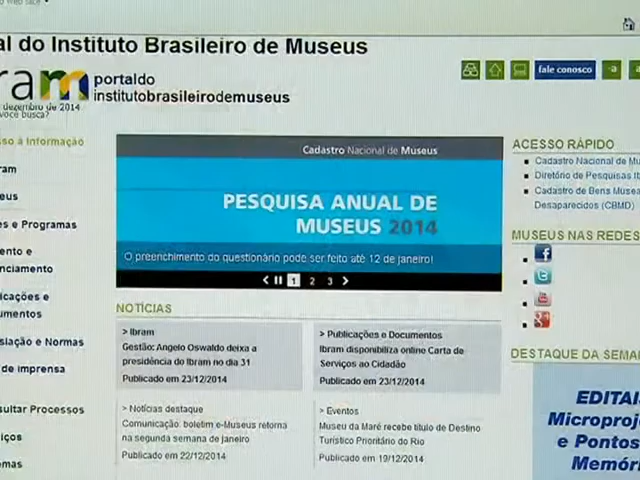 al do Instituto Brasileiro de Museus
ram portaldo
institutobrasileirodemuseus
dezembro de 2014
você busca?
fale conosco
-a
sso à Informação
ram
eus
es e Programas
ento e
nciamento
icações e
umentos
slação e Normas
de imprensa
sultar Processos
iços
emas
Cadastro Nacional de Museus
PESQUISA ANUAL DE
MUSEUS 2014
O preenchimento do questionário pode ser feito até 12 de janeiro!
1 2 3
NOTÍCIAS
> Ibram
Gestão: Angelo Oswaldo deixa a
presidência do Ibram no dia 31
Publicado em 23/12/2014
> Publicações e Documentos
Ibram disponibiliza online Carta de
Serviços ao Cidadão
Publicado em 23/12/2014
> Notícias destaque
Comunicação: boletim e-Museus retorna
na segunda semana de janeiro
Publicado em 22/12/2014
> Eventos
Museu da Maré recebe título de Destino
Turístico Prioritário do Rio
Publicado em 19/12/2014
ACESSO RÁPIDO
Cadastro Nacional de Mu
Diretório de Pesquisas Ib
Cadastro de Bens Musea
Desaparecidos (CBMD)
MUSEUS NAS REDES
DESTAQUE DA SEMA
EDITAIS
Microproj
e Pontos
Memór